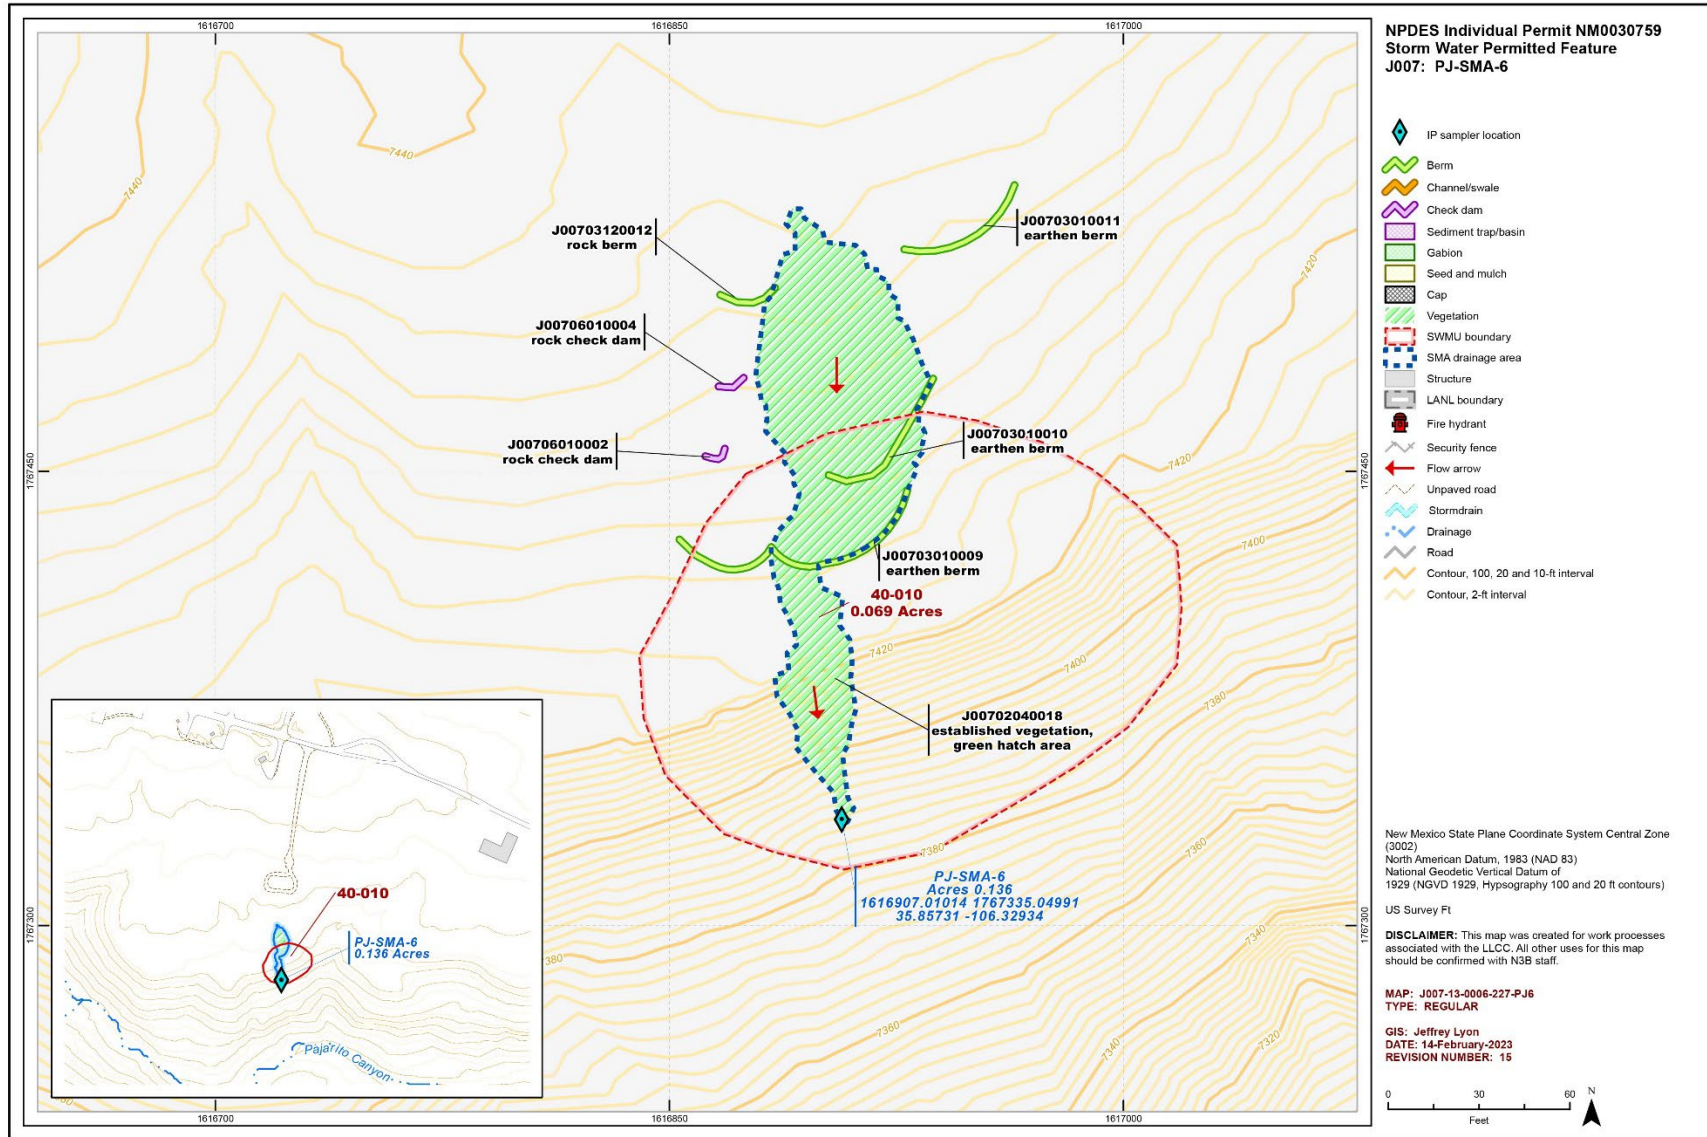 1616700
1616850
1617000
NPDES Individual Permit NM0030759
Storm Water Permitted Feature
J007: PJ-SMA-6
IP sampler location
Berm
Channel/swale
Check dam
Sediment trap/basin
Gabion
Seed and mulch
Cap
Vegetation
SWMU boundary
SMA drainage area
Structure
LANL boundary
Fire hydrant
Security fence
Flow arrow
Unpaved road
Stormdrain
Drainage
Road
Contour, 100, 20 and 10-ft interval
Contour, 2-ft interval
7440
7440
J00703120012
rock berm
J00703010011
earthen berm
7420
J00706010004
rock check dam
J00706010002
rock check dam
J00703010010
earthen berm
1767450
7420
1767450
7400
J00703010009
earthen berm
40-010
0.069 Acres
7420
7400
7380
J00702040018
established vegetation,
green hatch area
7380
7360
PJ-SMA-6
Acres 0.136
1616907.01014 1767335.04991
35.85731 -106.32934
40-010
PJ-SMA-6
0.136 Acres
Pajarito Canyon
1767300
1767300
7340
7360
7340
7320
New Mexico State Plane Coordinate System Central Zone
(3002)
North American Datum, 1983 (NAD 83)
National Geodetic Vertical Datum of
1929 (NGVD 1929, Hypsography 100 and 20 ft contours)
US Survey Ft
DISCLAIMER: This map was created for work processes
associated with the LLCC. All other uses for this map
should be confirmed with N3B staff.
MAP: J007-13-0006-227-PJ6
TYPE: REGULAR
GIS: Jeffrey Lyon
DATE: 14-February-2023
REVISION NUMBER: 15
0 30 60
Feet
N
1616700
1616850
1617000